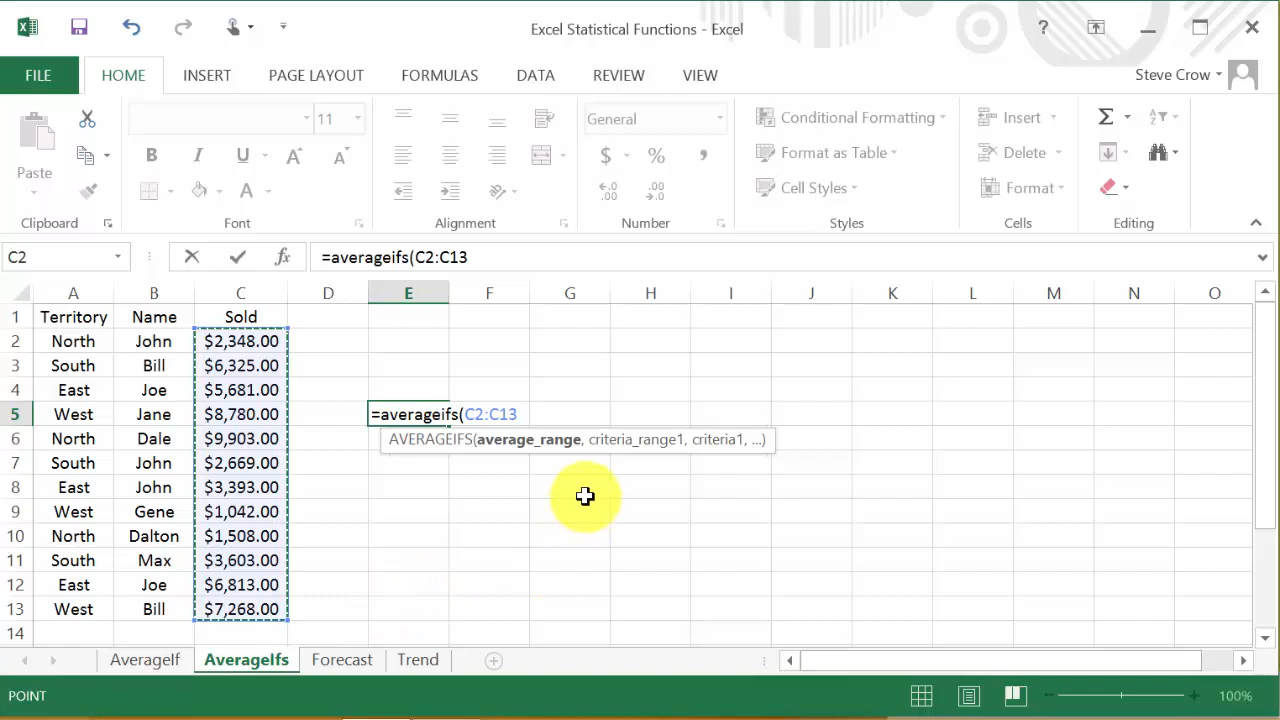 Excel Statistical Functions - Excel
?
FILE HOME INSERT PAGE LAYOUT FORMULAS DATA REVIEW VIEW Steve Crow
11 General Conditional Formatting Insert Σ
Paste B I U A A $ % , Format as Table Delete
A Cell Styles Format
Clipboard Font Alignment Number Styles Cells Editing
C2 fx =averageifs(C2:C13
A B C D E F G H I J K L M N O
1 Territory Name Sold
2 North John $2,348.00
3 South Bill $6,325.00
4 East Joe $5,681.00
5 West Jane $8,780.00 =averageifs(C2:C13
6 North Dale $9,903.00 AVERAGEIFS(average_range, criteria_range1, criteria1, ...)
7 South John $2,669.00
8 East John $3,393.00
9 West Gene $1,042.00
10 North Dalton $1,508.00
11 South Max $3,603.00
12 East Joe $6,813.00
13 West Bill $7,268.00
14
AverageIf AverageIfs Forecast Trend
POINT 100%